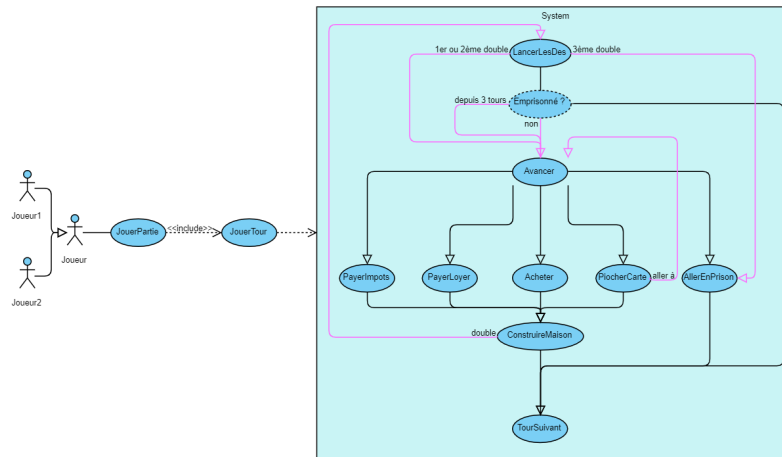 System
1er ou 2ème double
LancerLesDes
3ème double
depuis 3 tours
Emprisonné ?
non
Avancer
Joueur1
Joueur
JouerPartie
<<include>>
JouerTour
Joueur2
PayerImpots
PayerLoyer
Acheter
PiocherCarte
aller à
AllerEnPrison
double
ConstruireMaison
TourSuivant